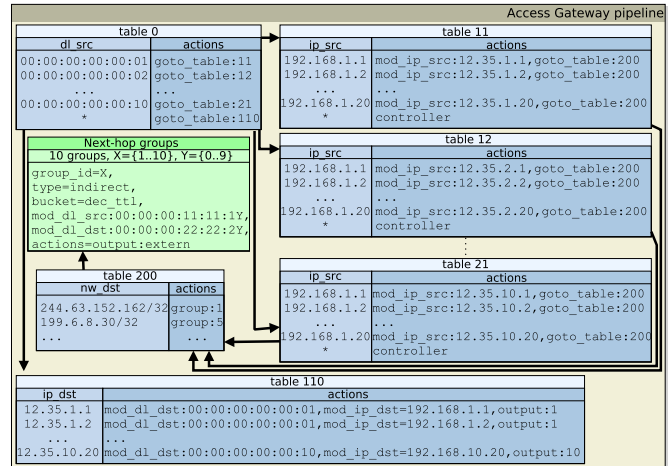 Access Gateway pipeline
table 0
dl_src actions
00:00:00:00:00:01 goto_table:11
00:00:00:00:00:02 goto_table:12
... ...
00:00:00:00:00:10 goto_table:21
* goto_table:110
table 11
ip_src actions
192.168.1.1 mod_ip_src:12.35.1.1,goto_table:200
192.168.1.2 mod_ip_src:12.35.1.2,goto_table:200
... ...
192.168.1.20 mod_ip_src:12.35.1.20,goto_table:200
* controller
table 12
ip_src actions
192.168.1.1 mod_ip_src:12.35.2.1,goto_table:200
192.168.1.2 mod_ip_src:12.35.2.2,goto_table:200
... ...
192.168.1.20 mod_ip_src:12.35.2.20,goto_table:200
* controller
Next-hop groups
10 groups, X={1..10}, Y={0..9}
group_id=X,
type=indirect,
bucket=dec_ttl,
mod_dl_src:00:00:00:11:11:1Y,
mod_dl_dst:00:00:00:22:22:2Y,
actions=output:extern
table 21
ip_src actions
192.168.1.1 mod_ip_src:12.35.10.1,goto_table:200
192.168.1.2 mod_ip_src:12.35.10.2,goto_table:200
... ...
192.168.1.20 mod_ip_src:12.35.10.20,goto_table:200
* controller
table 200
nw_dst actions
244.63.152.162/32 group:1
199.6.8.30/32 group:5
... ...
table 110
ip_dst actions
12.35.1.1 mod_dl_dst:00:00:00:00:00:01,mod_ip_dst=192.168.1.1,output:1
12.35.1.2 mod_dl_dst:00:00:00:00:00:01,mod_ip_dst=192.168.1.2,output:1
... ...
12.35.10.20 mod_dl_dst:00:00:00:00:00:10,mod_ip_dst=192.168.10.20,output:10